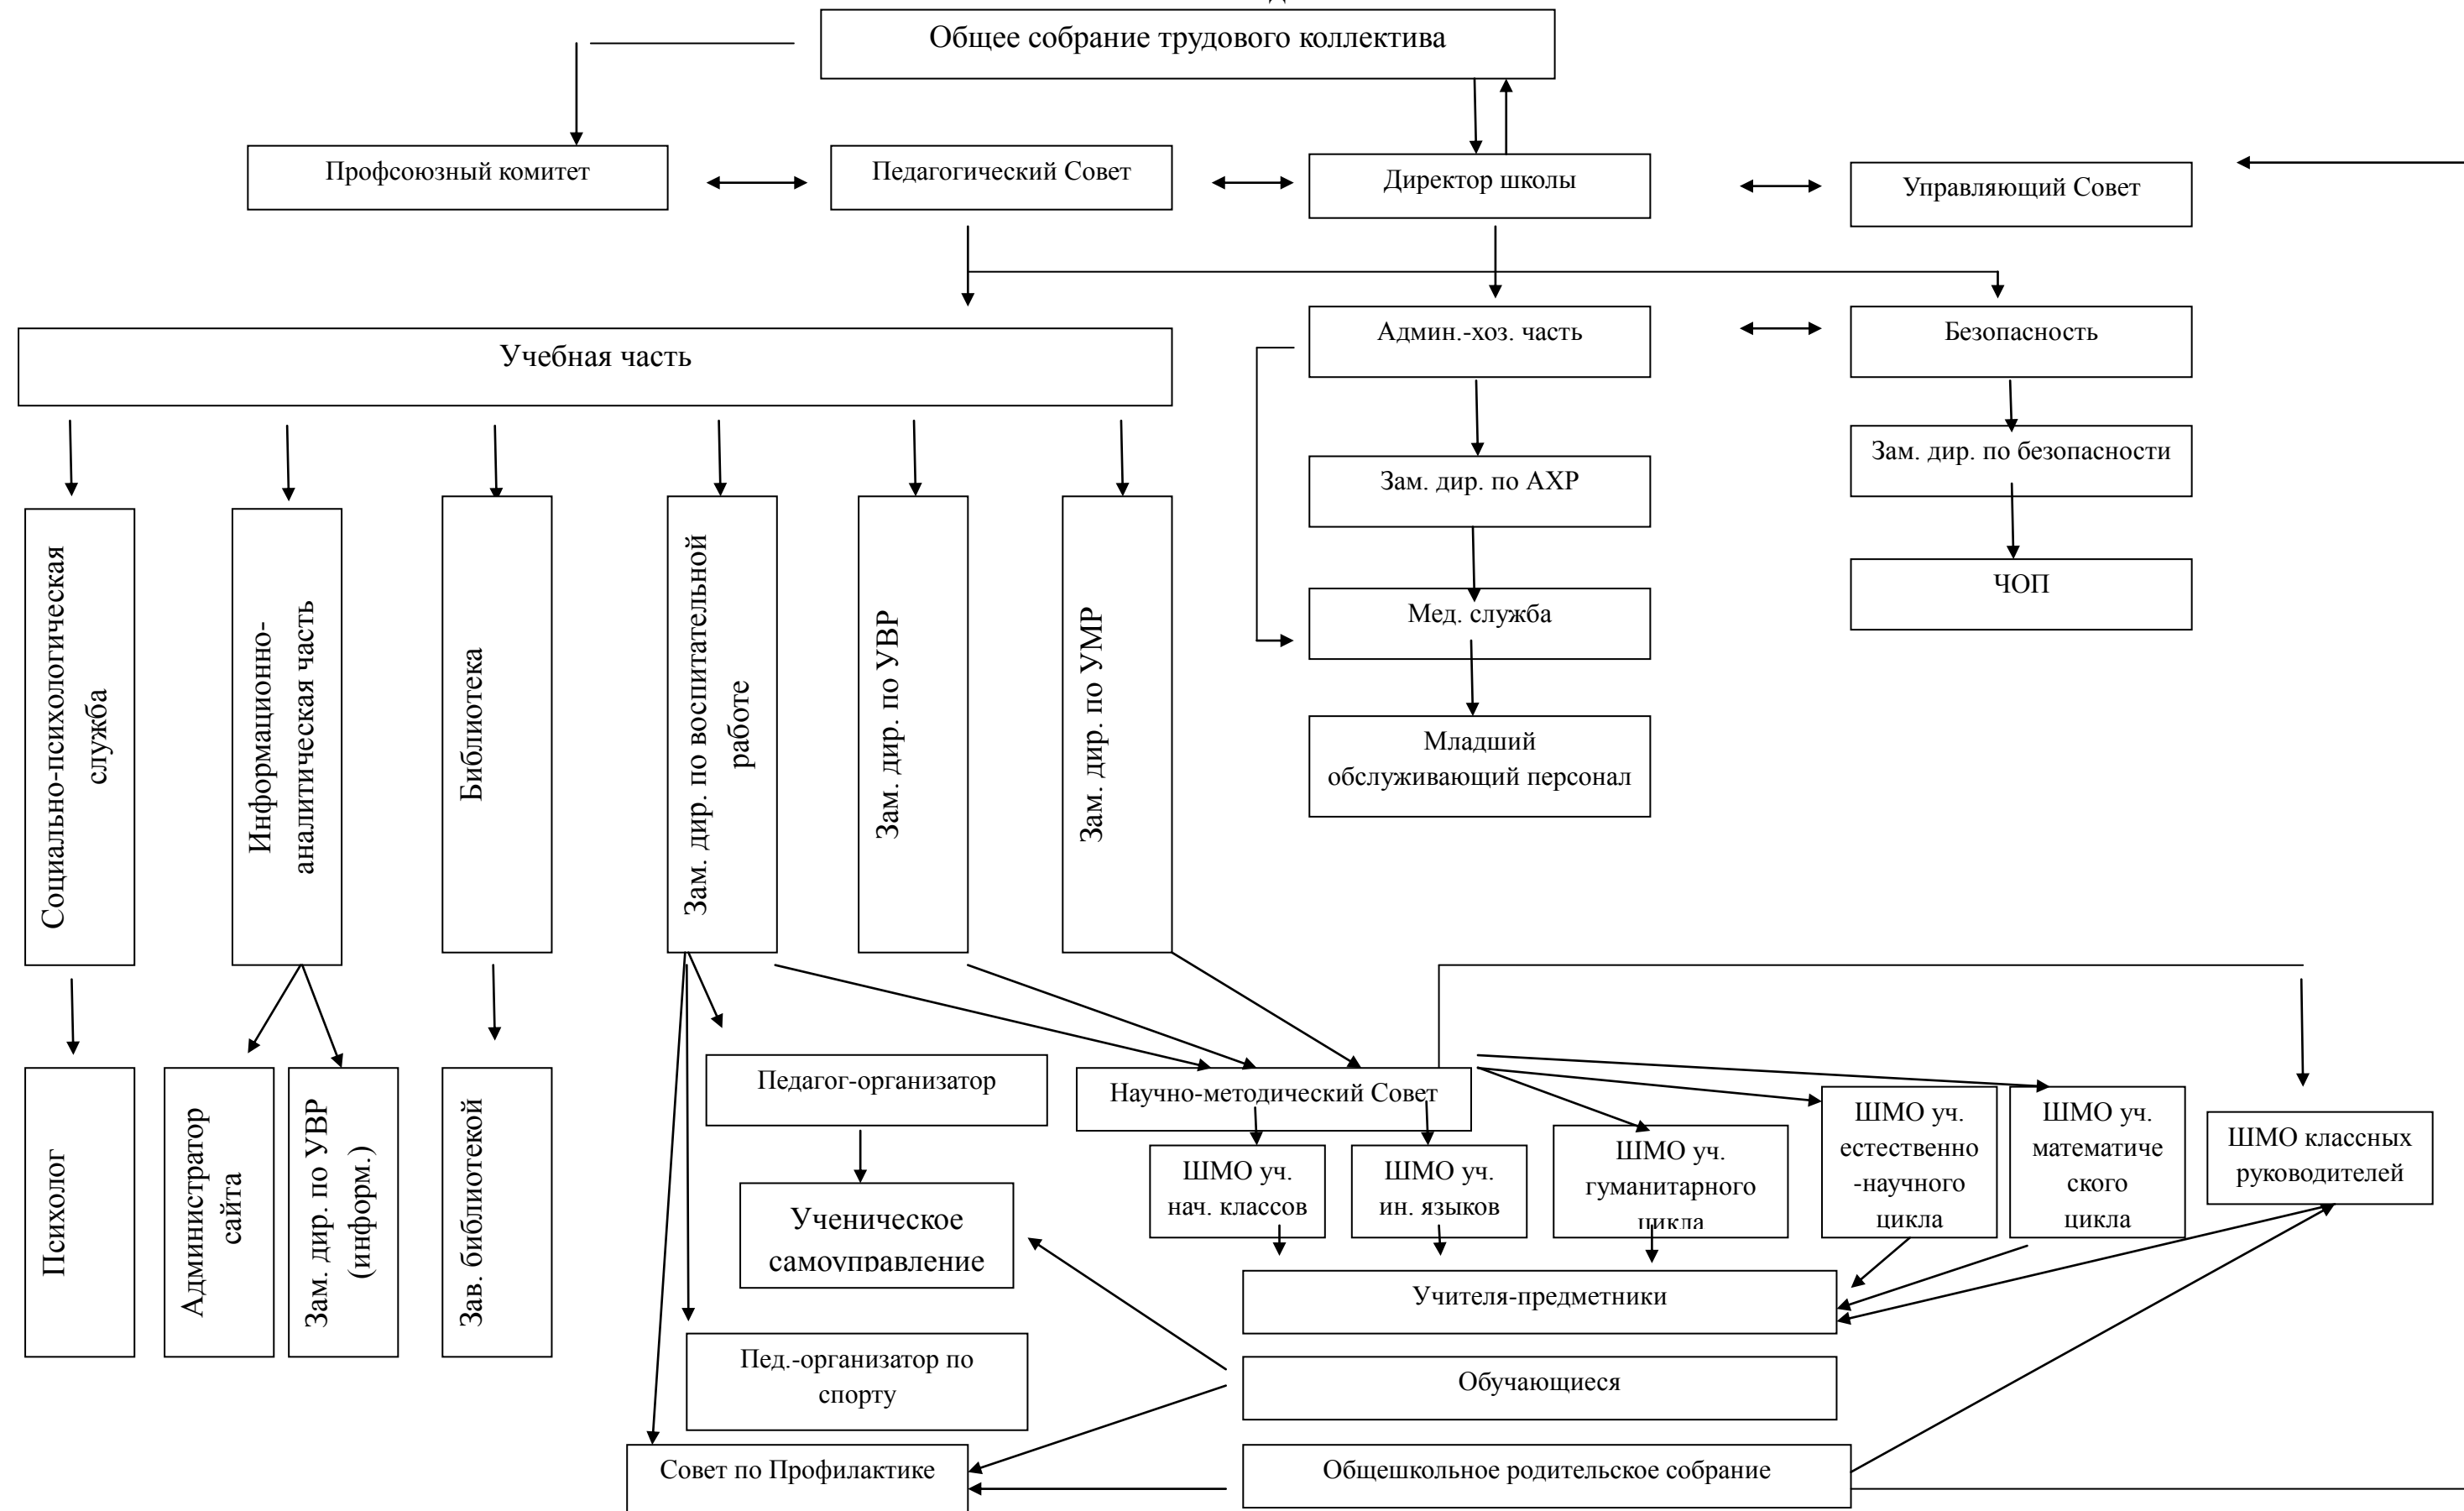 Общее собрание трудового коллектива
Профсоюзный комитет
Педагогический Совет
Директор школы
Управляющий Совет
Учебная часть
Админ.-хоз. часть
Безопасность
Зам. дир. по АХР
Зам. дир. по безопасности
Мед. служба
ЧОП
Младший
обслуживающий персонал
Социально-психологическая
служба
Информационно-
аналитическая часть
Библиотека
Зам. дир. по воспитательной
работе
Зам. дир. по УВР
Зам. дир. по УМР
Психолог
Администратор
сайта
Зам. дир. по УВР
(информ.)
Зав. библиотекой
Педагог-организатор
Ученическое
самоуправление
Пед.-организатор по
спорту
Совет по Профилактике
Научно-методический Совет
ШМО уч.
нач. классов
ШМО уч.
ин. языков
ШМО уч.
гуманитарного
цикла
ШМО уч.
естественно
-научного
цикла
ШМО уч.
математиче
ского
цикла
ШМО классных
руководителей
Учителя-предметники
Обучающиеся
Общешкольное родительское собрание